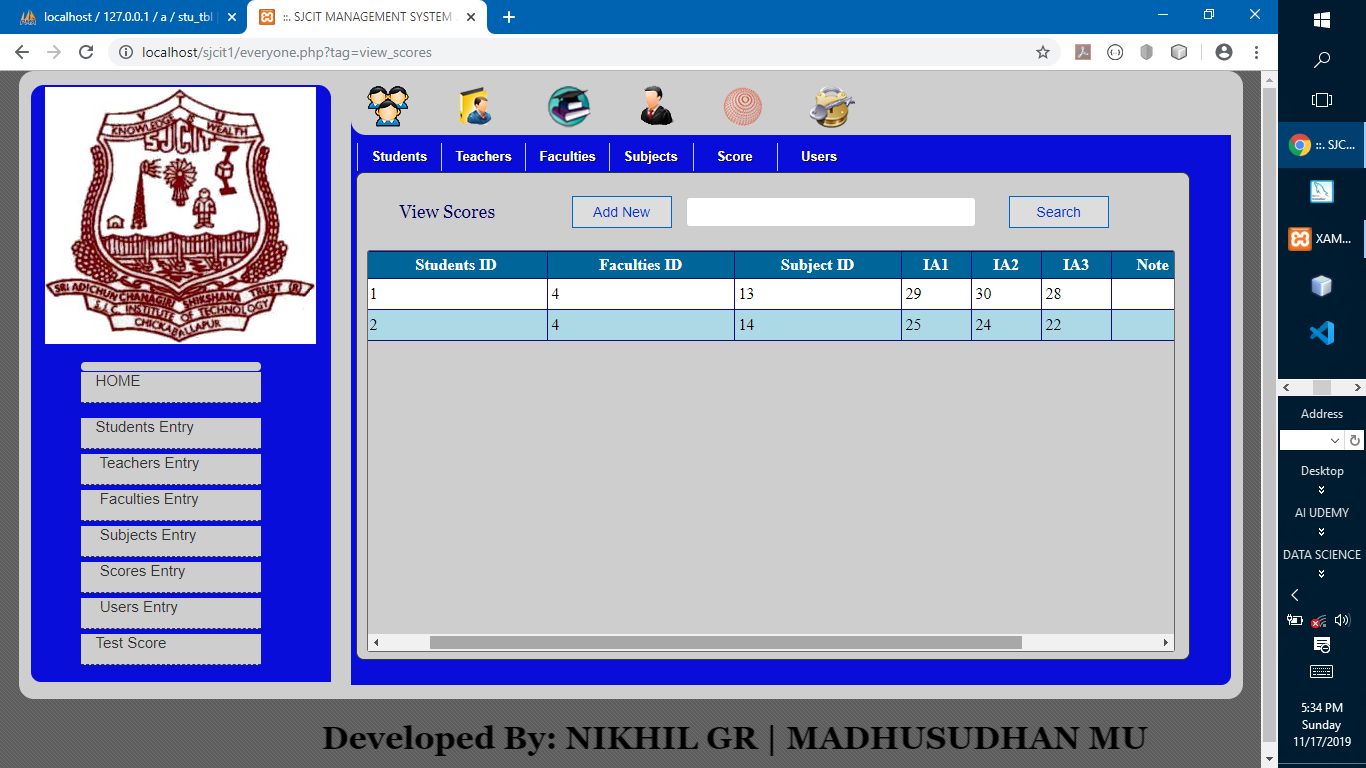 localhost / 127.0.0.1 / a / stu_tbl
::. SJCIT MANAGEMENT SYSTEM
localhost/sjcit1/everyone.php?tag=view_scores
V T U
KNOWLEDGE WEALTH
SJCIT
SRI ADICHUNCHANAGIRI SHIKSHANA TRUST (R)
S.J.C. INSTITUTE OF TECHNOLOGY
CHICKABALLAPUR
HOME
Students Entry
Teachers Entry
Faculties Entry
Subjects Entry
Scores Entry
Users Entry
Test Score
Students Teachers Faculties Subjects Score Users
View Scores Add New Search
Students ID Faculties ID Subject ID IA1 IA2 IA3 Note
1 4 13 29 30 28
2 4 14 25 24 22
Developed By: NIKHIL GR | MADHUSUDHAN MU
::. SJC...
XAM...
Address
Desktop
AI UDEMY
DATA SCIENCE
5:34 PM
Sunday
11/17/2019